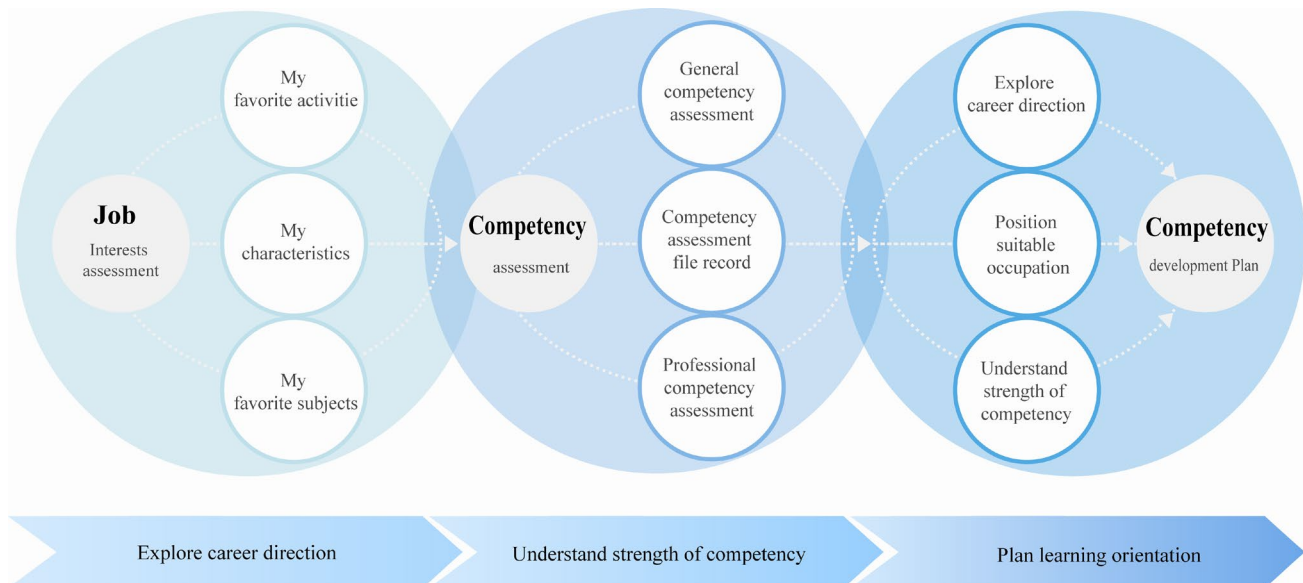 Job
Interests
assessment
My
favorite activitie
My
characteristics
My
favorite subjects
Competency
assessment
General
competency
assessment
Competency
assessment
file record
Professional
competency
assessment
Explore
career direction
Position
suitable
occupation
Understand
strength of
competency
Competency
development Plan
Explore career direction
Understand strength of competency
Plan learning orientation